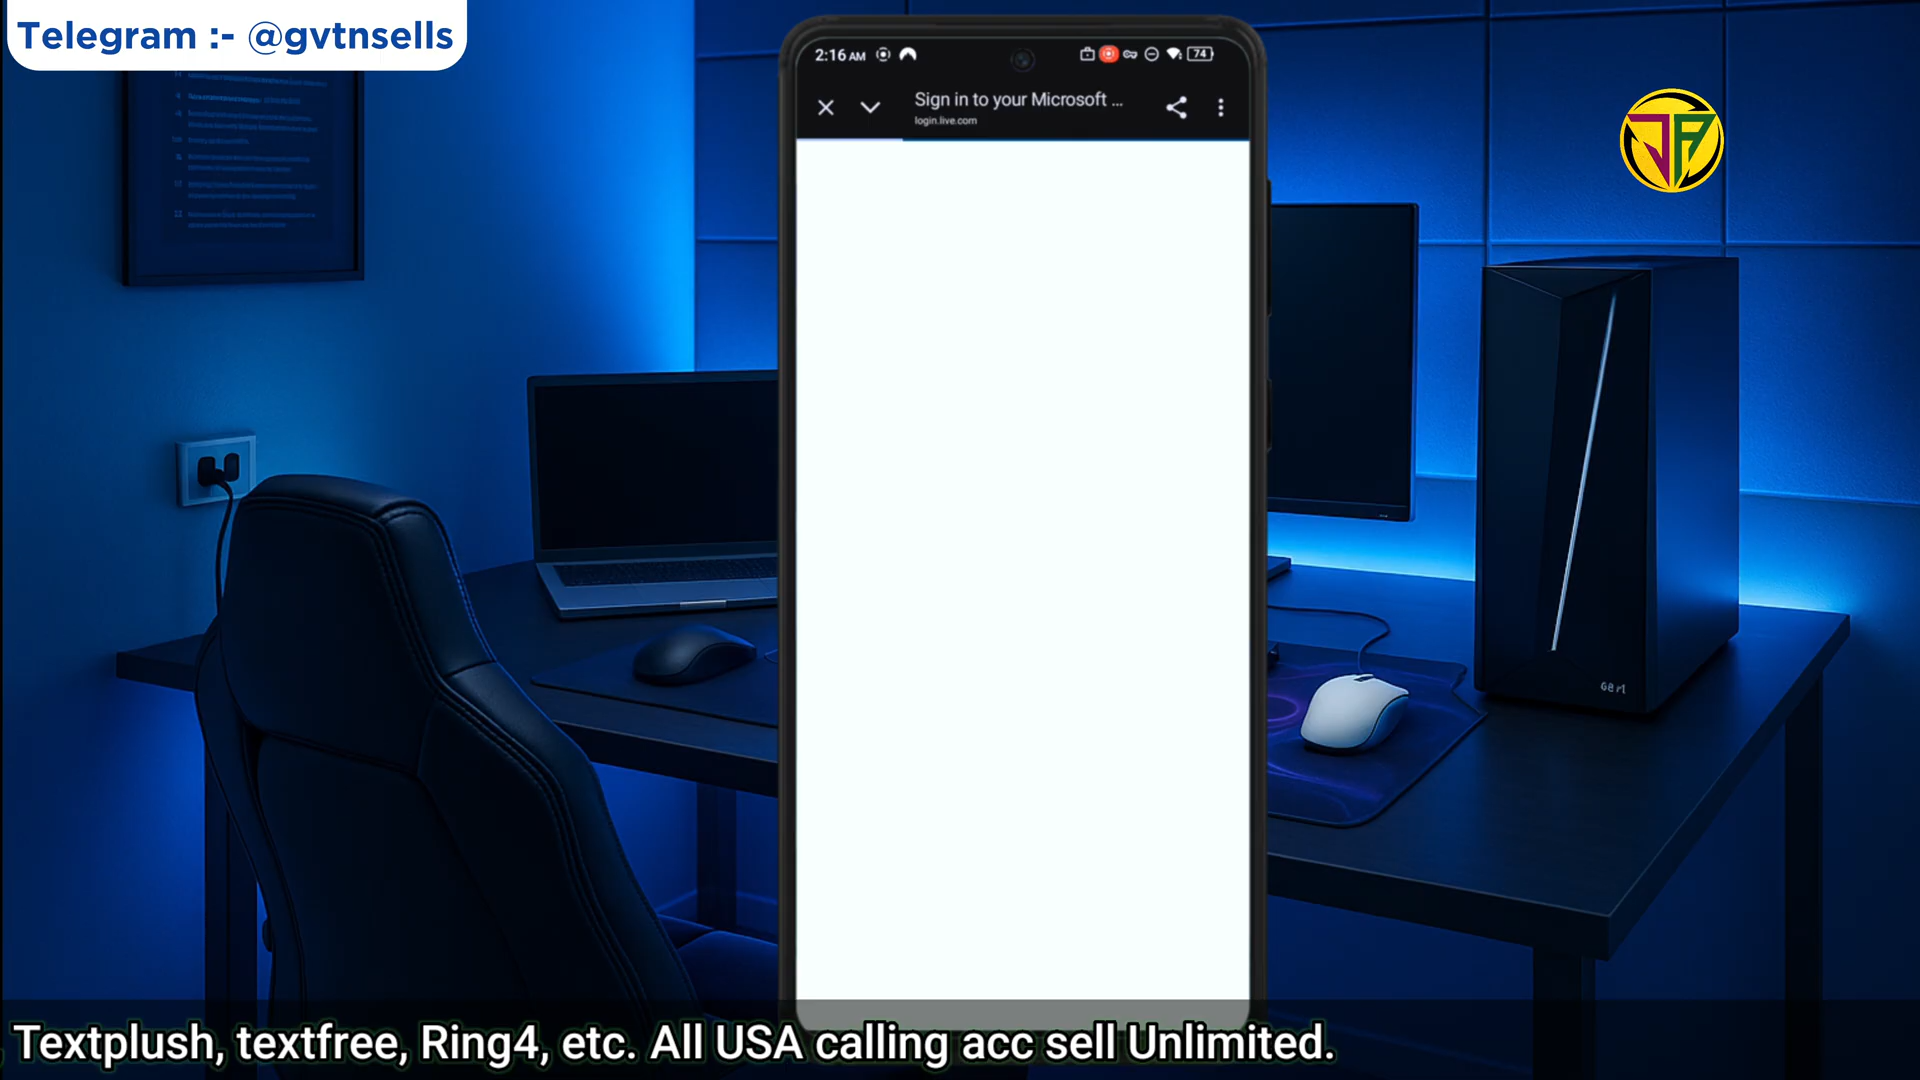 Telegram :- @gvtnsells
2:16 AM
74
Sign in to your Microsoft ...
login.live.com
Textplush, textfree, Ring4, etc. All USA calling acc sell Unlimited.